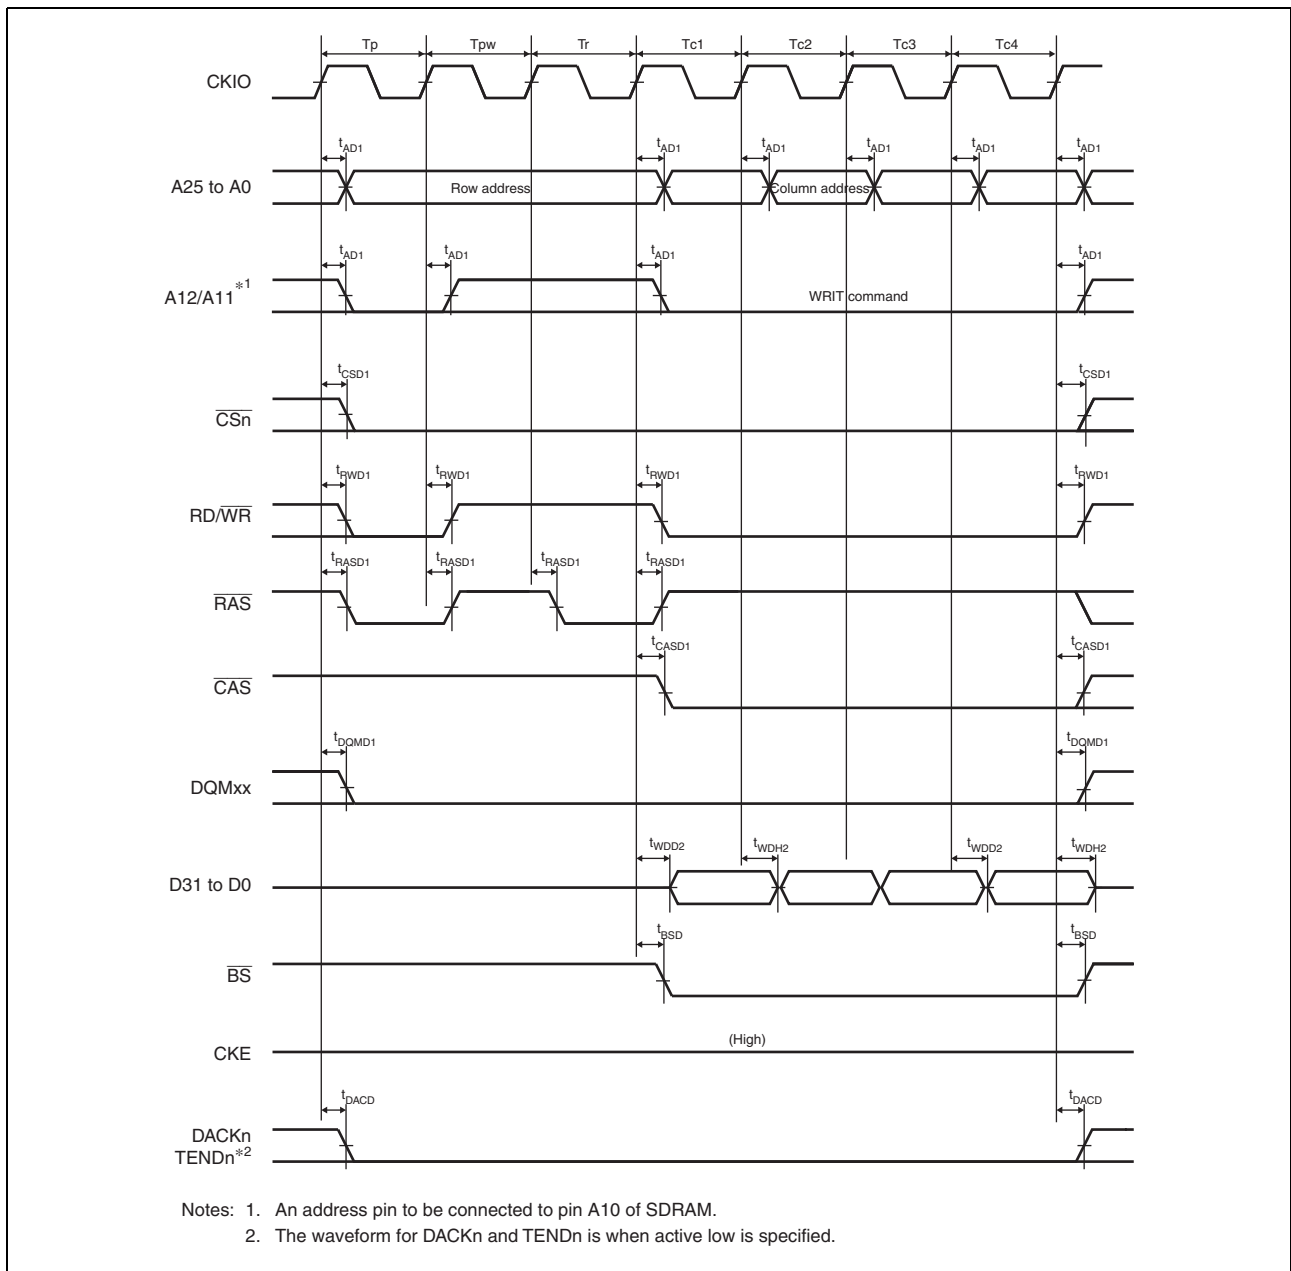 Tp Tpw Tr Tc1 Tc2 Tc3 Tc4
CKIO
tAD1 tAD1 tAD1 tAD1 tAD1 tAD1
A25 to A0 Row address Column address
tAD1 tAD1 tAD1 tAD1
A12/A11*1 WRIT command
tCSD1 tCSD1
CSn
tRWD1 tRWD1 tRWD1 tRWD1
RD/WR
tRASD1 tRASD1 tRASD1 tRASD1
RAS
tCASD1 tCASD1
CAS
tDQMD1 tDQMD1
DQMxx
tWDD2 tWDH2 tWDD2 tWDH2
D31 to D0
tBSD tBSD
BS
(High)
CKE
tDACD tDACD
DACKn
TENDn*2
Notes: 1. An address pin to be connected to pin A10 of SDRAM.
2. The waveform for DACKn and TENDn is when active low is specified.